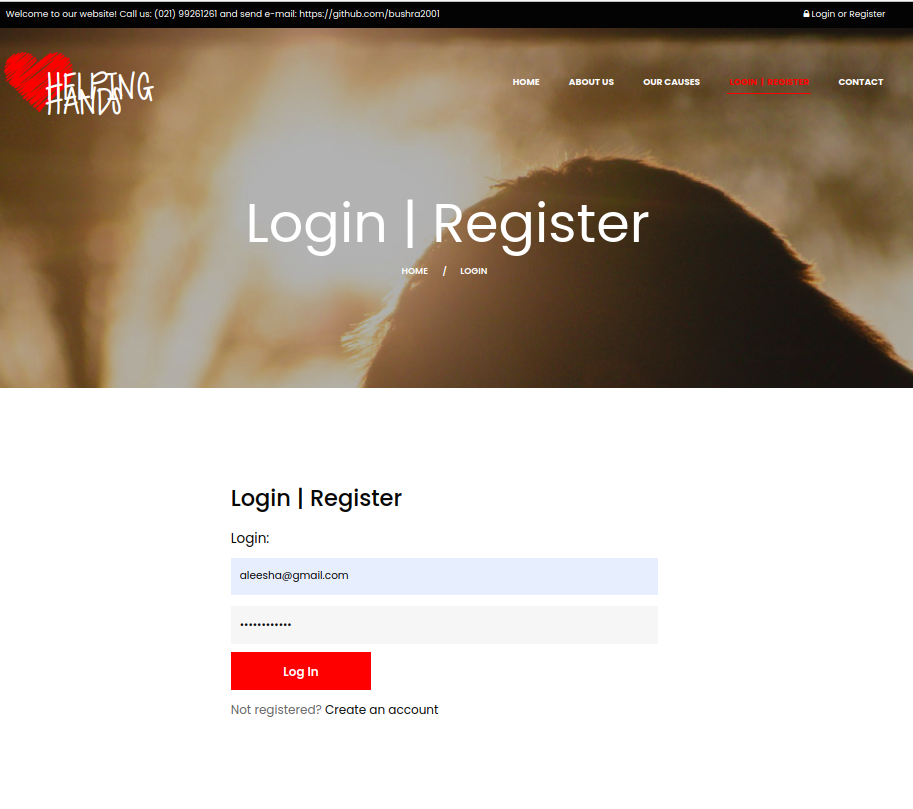 Welcome to our website! Call us: (021) 99261261 and send e-mail: https://github.com/bushra2001
Login or Register
HELPING
HANDS
HOME ABOUT US OUR CAUSES LOGIN | REGISTER CONTACT
Login | Register
HOME / LOGIN
Login | Register
Login:
aleesha@gmail.com
••••••••••••
Log In
Not registered? Create an account